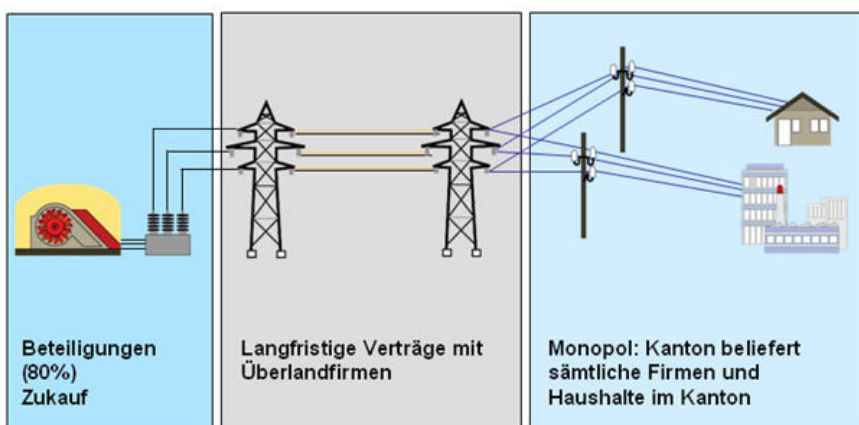 Beteiligungen
(80%)
Zukauf
Langfristige Verträge mit
Überlandfirmen
Monopol: Kanton beliefert
sämtliche Firmen und
Haushalte im Kanton